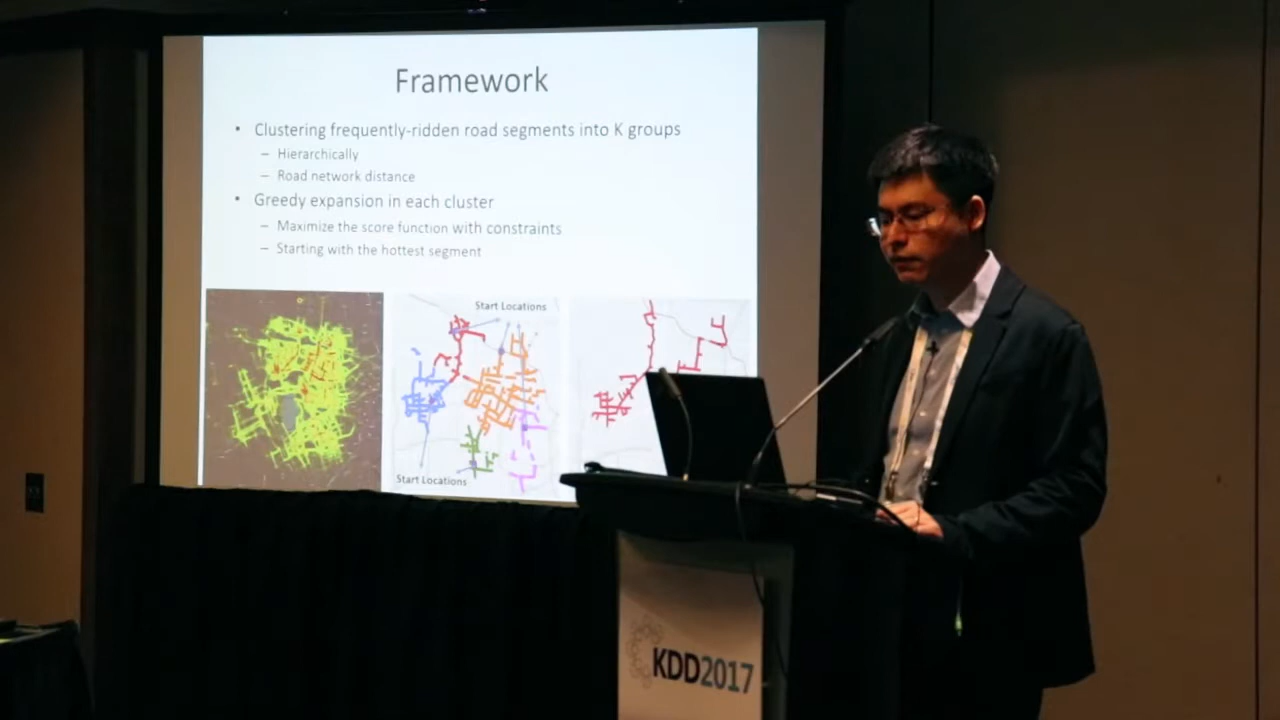 Framework
• Clustering frequently-ridden road segments into K groups
– Hierarchically
– Road network distance
• Greedy expansion in each cluster
– Maximize the score function with constraints
– Starting with the hottest segment
Start Locations
Start Locations
KDD2017